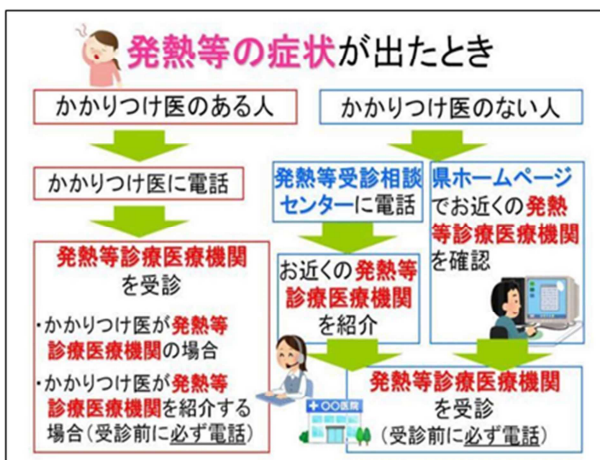 発熱等の症状が出たとき
かかりつけ医のある人
かかりつけ医のない人
かかりつけ医に電話
発熱等受診相談
センターに電話
県ホームページ
でお近くの発熱
等診療医療機関
を確認
発熱等診療医療機関
を受診
・かかりつけ医が発熱等
診療医療機関の場合
・かかりつけ医が発熱等
診療医療機関を紹介する
場合(受診前に必ず電話)
お近くの発熱等
診療医療機関
を紹介
〇〇医院
発熱等診療医療機関
を受診
(受診前に必ず電話)